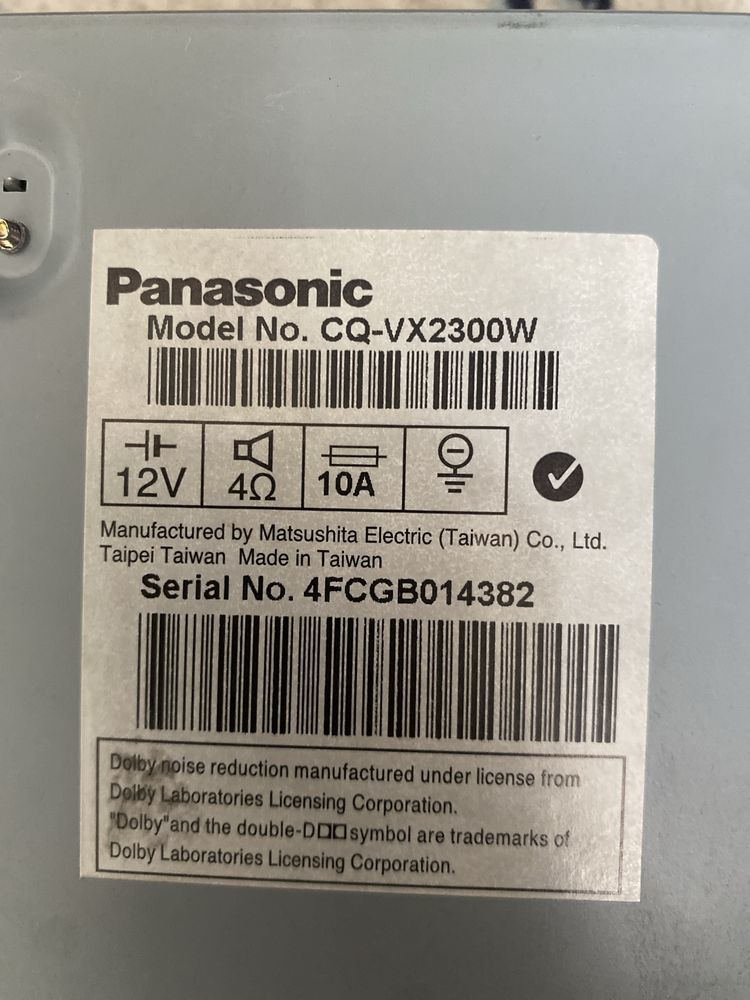 Panasonic
Model No. CQ-VX2300W
12V 4Ω 10A
Manufactured by Matsushita Electric (Taiwan) Co., Ltd.
Taipei Taiwan Made in Taiwan
Serial No. 4FCGB014382
Dolby noise reduction manufactured under license from
Dolby Laboratories Licensing Corporation.
"Dolby"and the double-D symbol are trademarks of
Dolby Laboratories Licensing Corporation.